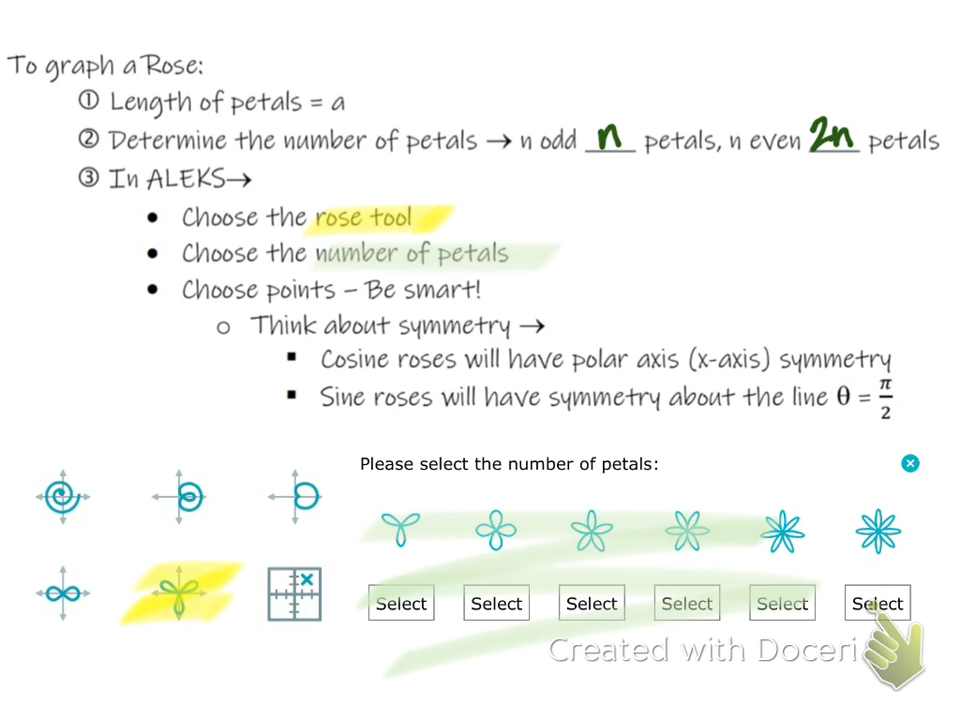 To graph a Rose:
① Length of petals = a
② Determine the number of petals → n odd n petals, n even 2n petals
③ In ALEKS→
• Choose the rose tool
• Choose the number of petals
• Choose points – Be smart!
o Think about symmetry →
▪ Cosine roses will have polar axis (x-axis) symmetry
▪ Sine roses will have symmetry about the line θ = π/2
Please select the number of petals:
Select Select Select Select Select Select
Created with Doceri